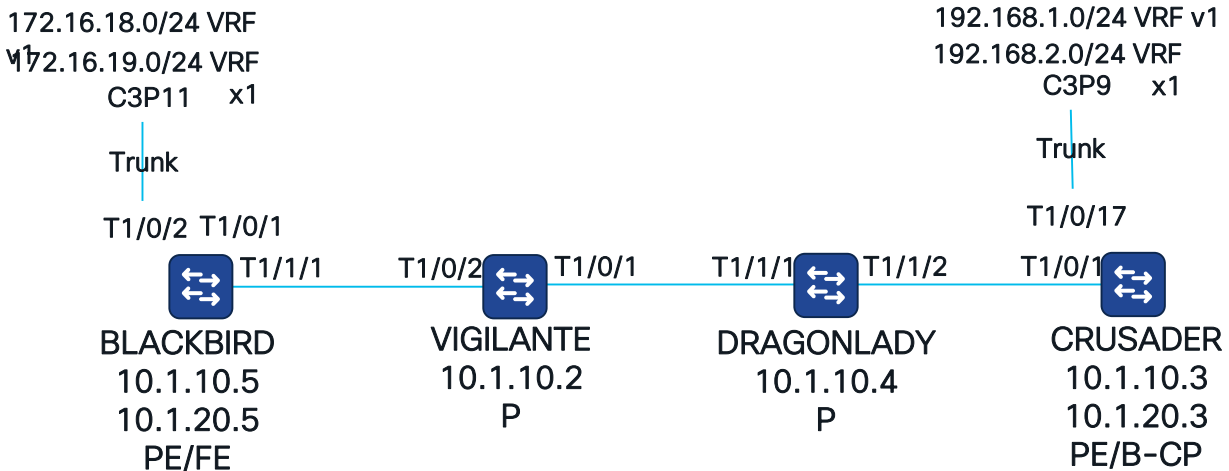 172.16.18.0/24 VRF
v1
172.16.19.0/24 VRF
x1
C3P11
Trunk
T1/0/2
T1/0/1
T1/1/1
BLACKBIRD
10.1.10.5
10.1.20.5
PE/FE
T1/0/2
T1/0/1
VIGILANTE
10.1.10.2
P
T1/1/1
T1/1/2
DRAGONLADY
10.1.10.4
P
192.168.1.0/24 VRF v1
192.168.2.0/24 VRF
x1
C3P9
Trunk
T1/0/17
T1/0/1
CRUSADER
10.1.10.3
10.1.20.3
PE/B-CP